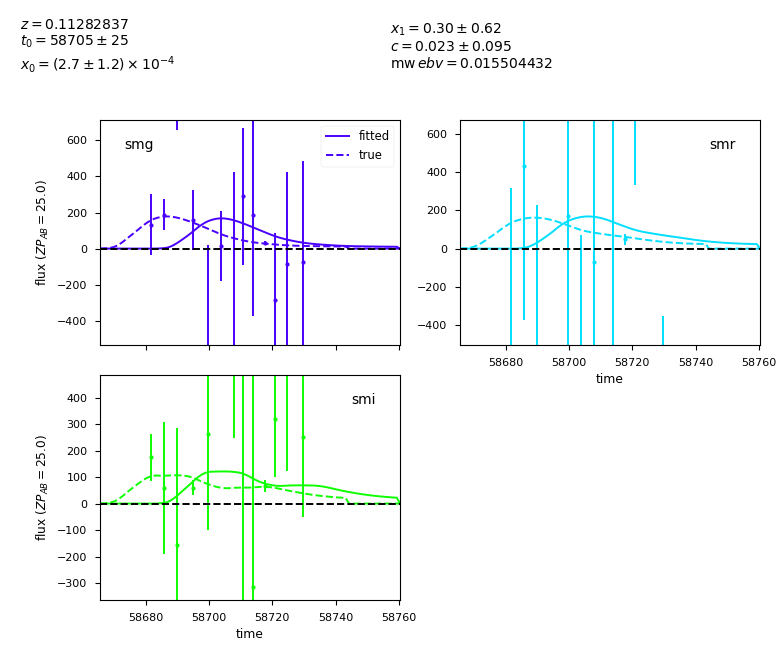 z = 0.11282837
t₀ = 58705 ± 25
x₀ = (2.7 ± 1.2) × 10⁻⁴
x₁ = 0.30 ± 0.62
c = 0.023 ± 0.095
mw ebv = 0.015504432
smg
fitted
true
600
400
200
0
−200
−400
flux (ZP_AB = 25.0)
smr
600
400
200
0
−200
−400
58680 58700 58720 58740 58760
time
smi
400
300
200
100
0
−100
−200
−300
flux (ZP_AB = 25.0)
58680 58700 58720 58740 58760
time